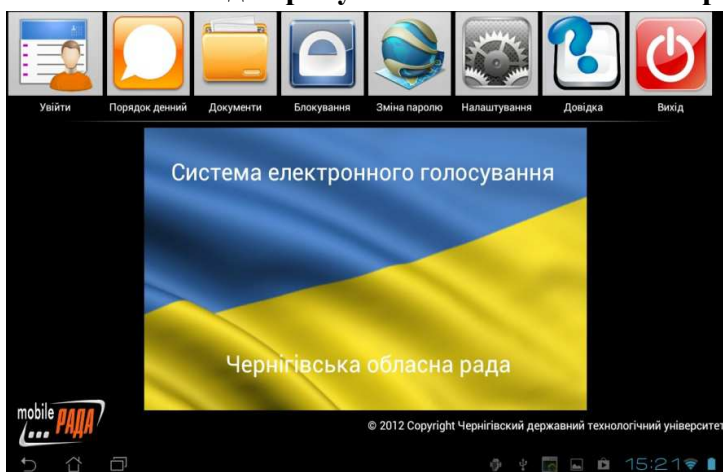 Увійти
Порядок денний
Документи
Блокування
Зміна паролю
Налаштування
Довідка
Вихід
Система електронного голосування
Чернігівська обласна рада
mobile
РАДА
© 2012 Copyright Чернігівский державний технологічний університет
15:21